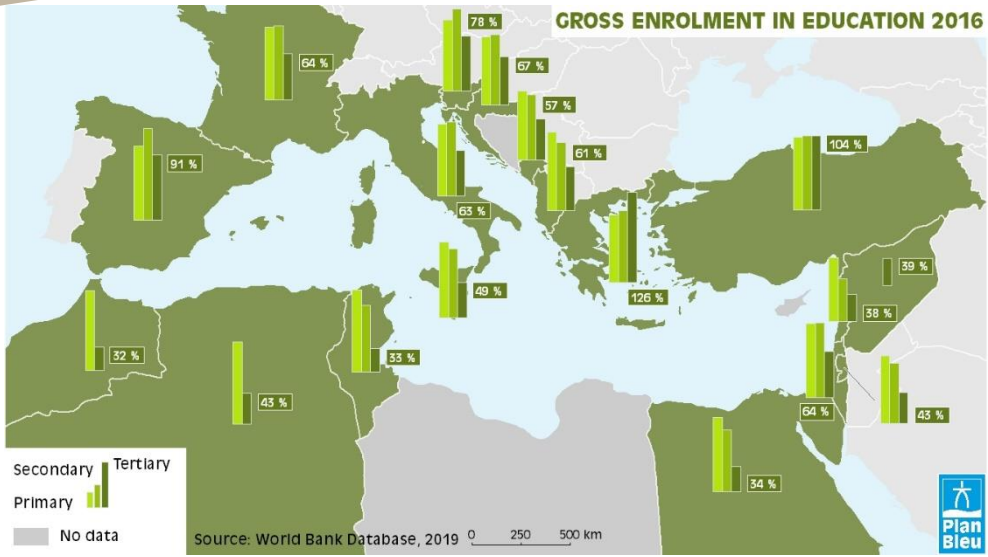 GROSS ENROLMENT IN EDUCATION 2016
78 %
64 %
67 %
57 %
91 %
61 %
104 %
63 %
39 %
49 %
126 %
38 %
32 %
33 %
43 %
64 %
43 %
34 %
Secondary
Tertiary
Primary
No data
Source: World Bank Database, 2019
0 250 500 km
Plan
Bleu